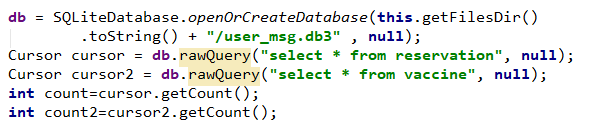 db = SQLiteDatabase.openOrCreateDatabase(this.getFilesDir()
.toString() + "/user_msg.db3" , null);
Cursor cursor = db.rawQuery("select * from reservation", null);
Cursor cursor2 = db.rawQuery("select * from vaccine", null);
int count=cursor.getCount();
int count2=cursor2.getCount();